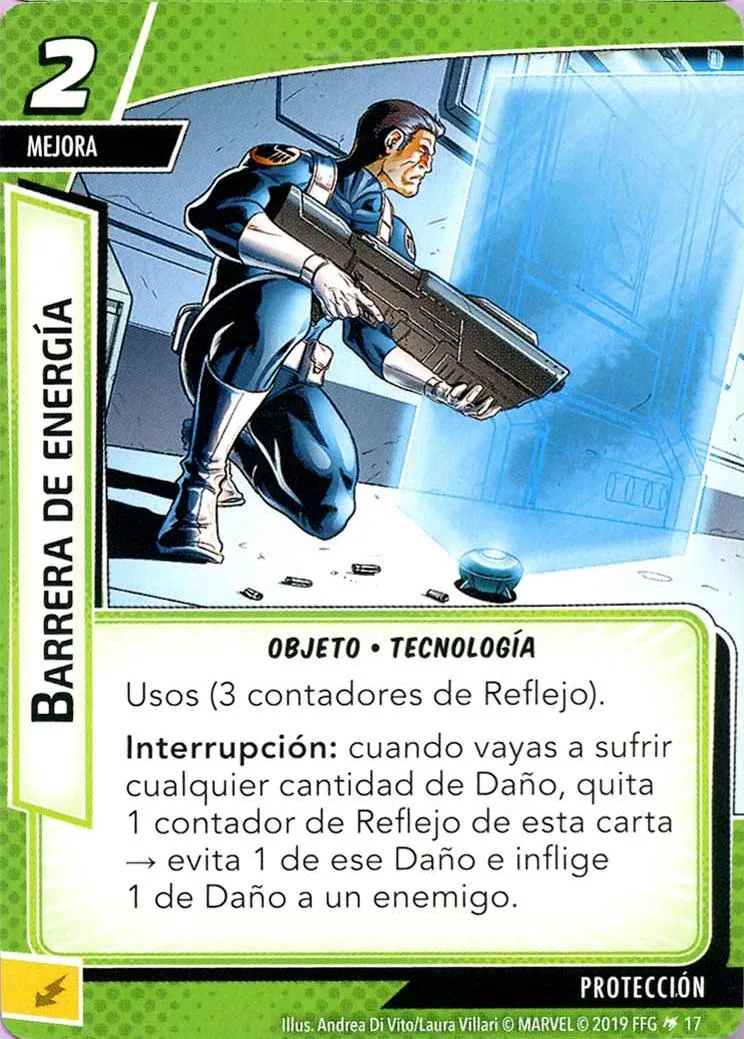 2
MEJORA
BARRERA DE ENERGÍA
OBJETO • TECNOLOGÍA
Usos (3 contadores de Reflejo).
Interrupción: cuando vayas a sufrir
cualquier cantidad de Daño, quita
1 contador de Reflejo de esta carta
→ evita 1 de ese Daño e inflige
1 de Daño a un enemigo.
PROTECCIÓN
Illus. Andrea Di Vito/Laura Villari © MARVEL © 2019 FFG 17